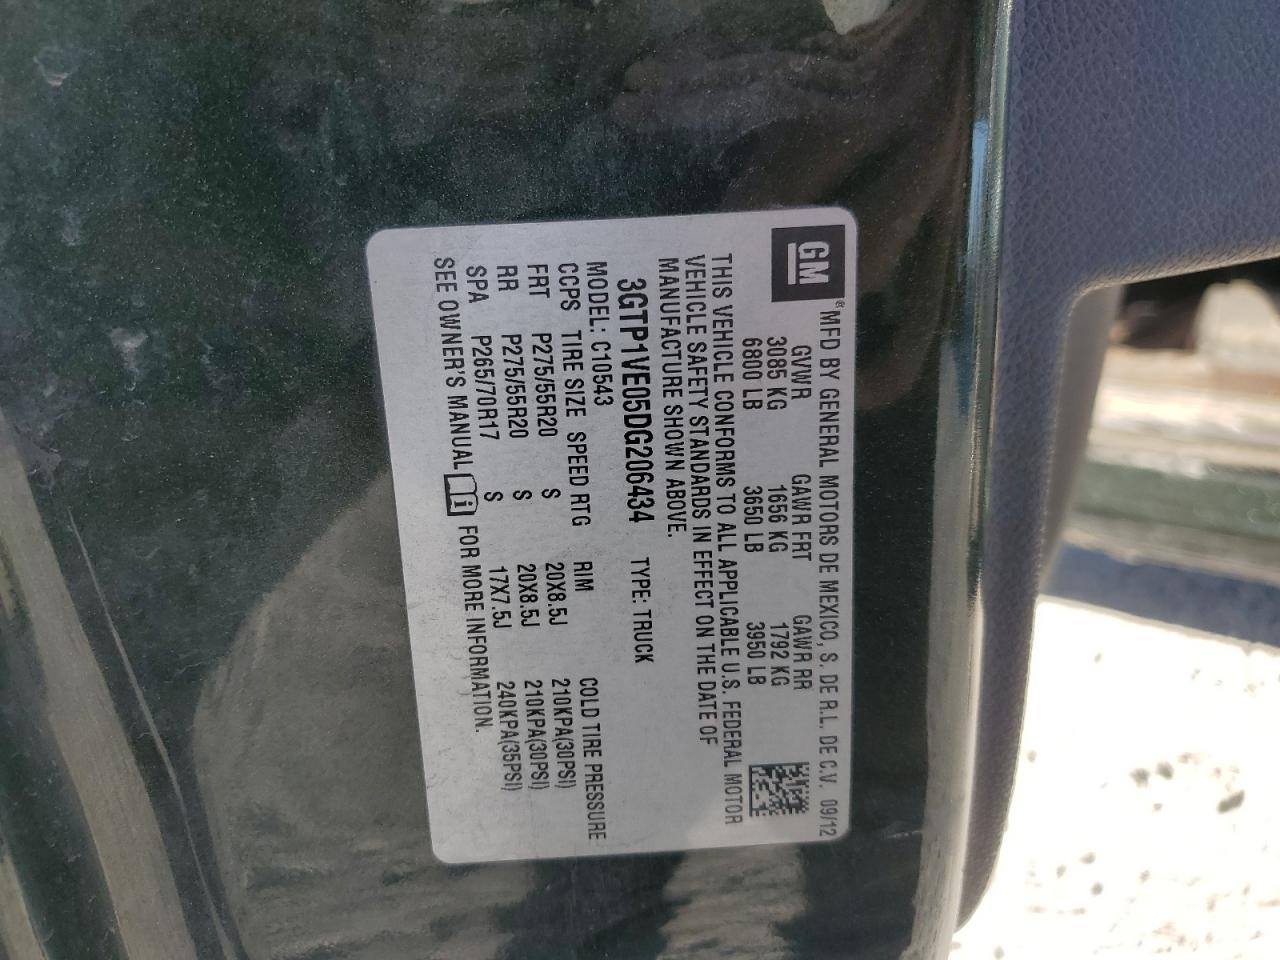 GM
®MFD BY GENERAL MOTORS DE MEXICO, S. DE R.L. DE C.V. 09/12
GVWR GAWR FRT GAWR RR
3085 KG 1656 KG 1792 KG
6800 LB 3650 LB 3950 LB
THIS VEHICLE CONFORMS TO ALL APPLICABLE U.S. FEDERAL MOTOR
VEHICLE SAFETY STANDARDS IN EFFECT ON THE DATE OF
MANUFACTURE SHOWN ABOVE.
3GTP1VE05DG206434 TYPE: TRUCK
MODEL: C10543
CCPS TIRE SIZE SPEED RTG RIM COLD TIRE PRESSURE
FRT P275/55R20 S 20X8.5J 210KPA(30PSI)
RR P275/55R20 S 20X8.5J 210KPA(30PSI)
SPA P265/70R17 S 17X7.5J 240KPA(35PSI)
SEE OWNER'S MANUAL i FOR MORE INFORMATION.